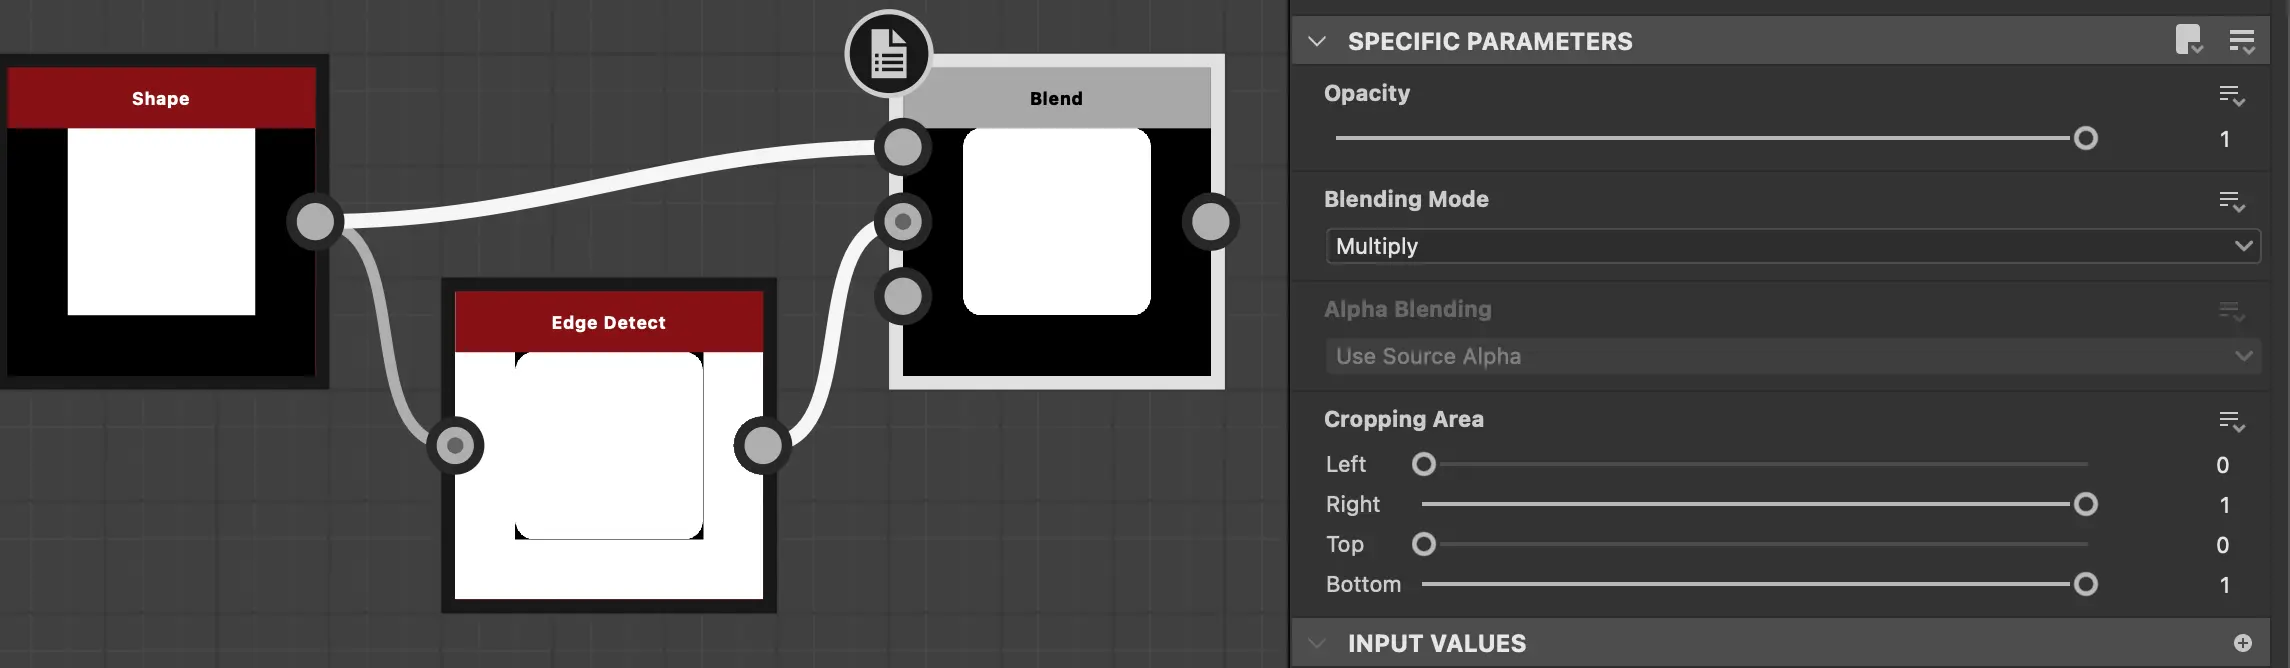 Shape
Blend
Edge Detect
SPECIFIC PARAMETERS
Opacity
1
Blending Mode
Multiply
Alpha Blending
Use Source Alpha
Cropping Area
Left 0
Right 1
Top 0
Bottom 1
INPUT VALUES